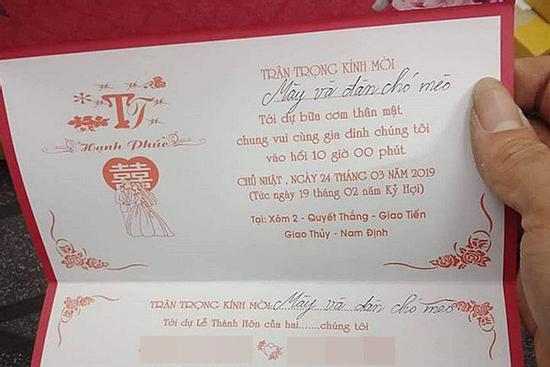 TT
Hạnh Phúc
囍
TRÂN TRỌNG KÍNH MỜI
Mày và đàn chó mèo
Tới dự bữa cơm thân mật
chung vui cùng gia đình chúng tôi
vào hồi 10 giờ 00 phút
CHỦ NHẬT , NGÀY 24 THÁNG 03 NĂM 2019
(Tức ngày 19 tháng 02 năm Kỷ Hợi )
Tại: Xóm 2 - Quyết Thắng - Giao Tiến
Giao Thủy - Nam Định
TRÂN TRỌNG KÍNH MỜI: Mày và đàn chó mèo
Tới dự Lễ Thành Hôn của hai.......chúng tôi